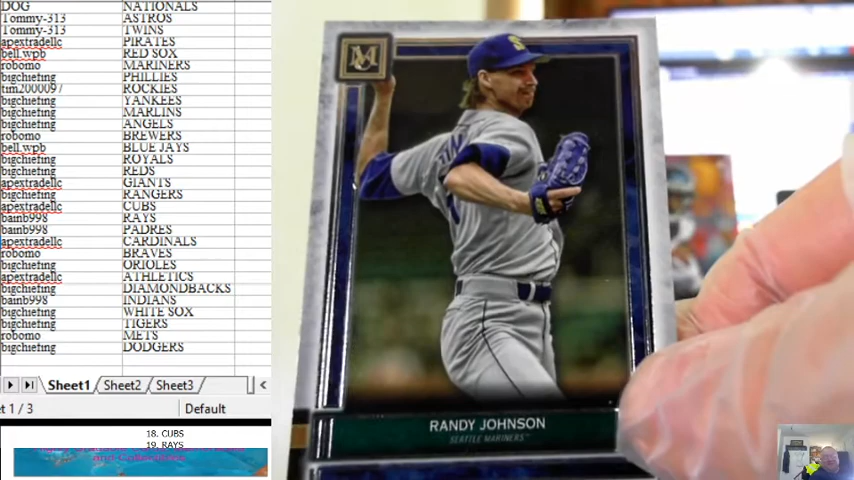 DOG NATIONALS
Tommy-313 ASTROS
Tommy-313 TWINS
apextradellc PIRATES
bell.wpb RED SOX
robomo MARINERS
bigchiefing PHILLIES
tim2000097 ROCKIES
bigchiefing YANKEES
bigchiefing MARLINS
bigchiefing ANGELS
robomo BREWERS
bell.wpb BLUE JAYS
bigchiefing ROYALS
bigchiefing REDS
apextradellc GIANTS
bigchiefing RANGERS
apextradellc CUBS
bainb998 RAYS
bainb998 PADRES
apextradellc CARDINALS
robomo BRAVES
bigchiefing ORIOLES
apextradellc ATHLETICS
bigchiefing DIAMONDBACKS
bainb998 INDIANS
bigchiefing WHITE SOX
bigchiefing TIGERS
robomo METS
bigchiefing DODGERS
Sheet1 Sheet2 Sheet3
t 1 / 3 Default
18. CUBS
19. RAYS
M
S
RANDY JOHNSON
SEATTLE MARINERS